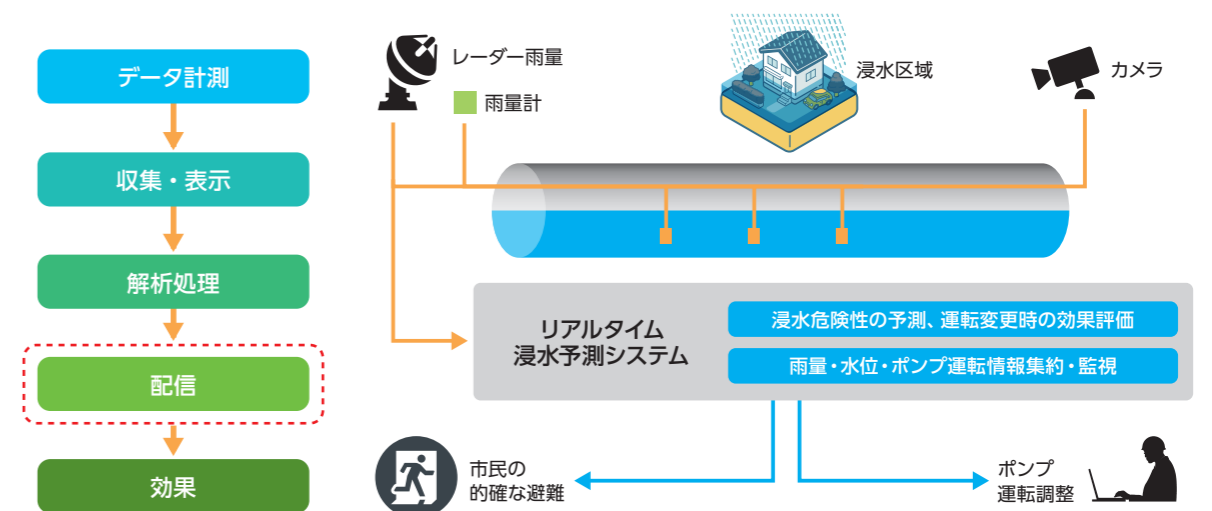 データ計測
収集・表示
解析処理
配信
効果
レーダー雨量
雨量計
浸水区域
カメラ
リアルタイム
浸水予測システム
浸水危険性の予測、運転変更時の効果評価
雨量・水位・ポンプ運転情報集約・監視
市民の
的確な避難
ポンプ
運転調整